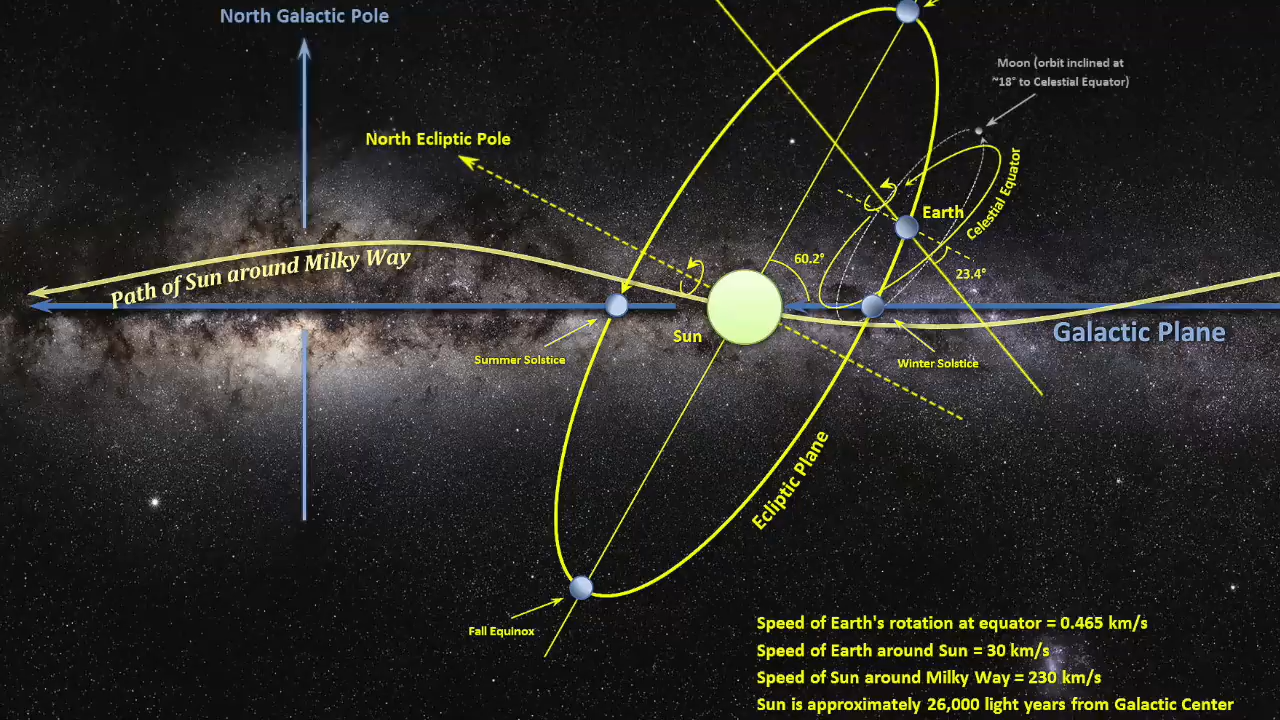 North Galactic Pole
Moon (orbit inclined at
~18° to Celestial Equator)
North Ecliptic Pole
Celestial Equator
Earth
Path of Sun around Milky Way
60.2°
23.4°
Sun
Galactic Plane
Summer Solstice
Winter Solstice
Ecliptic Plane
Fall Equinox
Speed of Earth's rotation at equator = 0.465 km/s
Speed of Earth around Sun = 30 km/s
Speed of Sun around Milky Way = 230 km/s
Sun is approximately 26,000 light years from Galactic Center